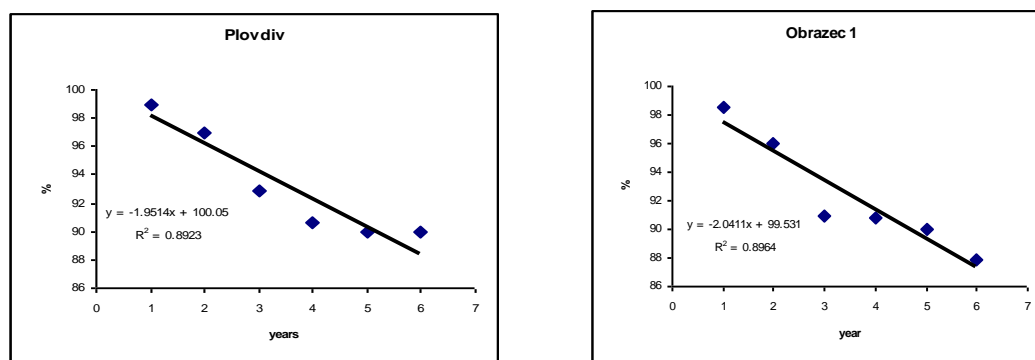 Plovdiv
100
98
96
94
92
90
88
86
%
y = -1.9514x + 100.05
R² = 0.8923
0 1 2 3 4 5 6 7
years
Obrazec 1
100
98
96
94
92
90
88
86
%
y = -2.0411x + 99.531
R² = 0.8964
0 1 2 3 4 5 6 7
year